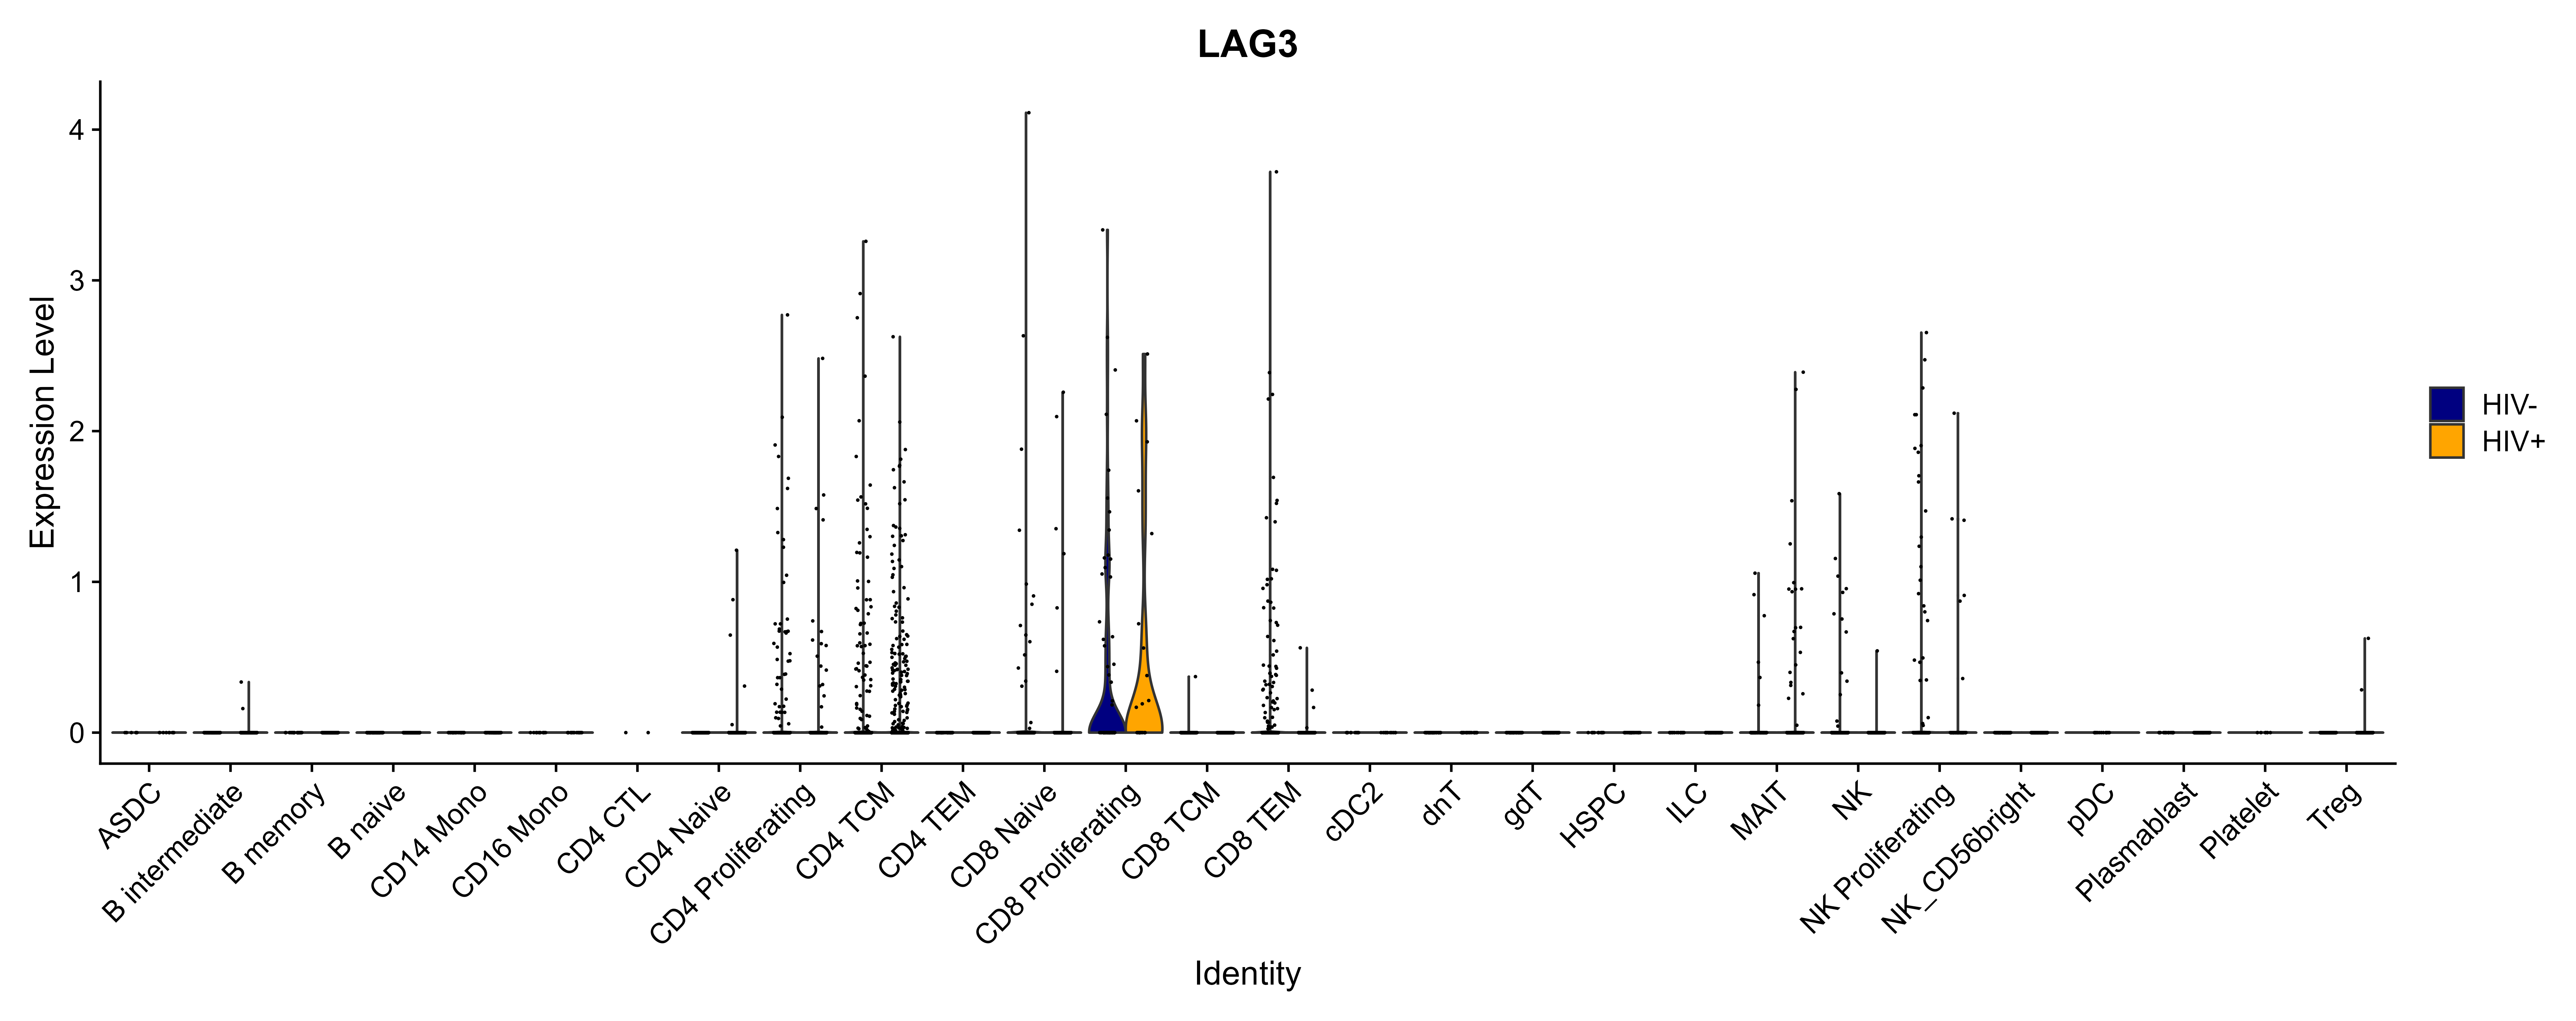 LAG3
Expression Level
4
3
2
1
0
ASDC
B intermediate
B memory
B naive
CD14 Mono
CD16 Mono
CD4 CTL
CD4 Naive
CD4 Proliferating
CD4 TCM
CD4 TEM
CD8 Naive
CD8 Proliferating
CD8 TCM
CD8 TEM
cDC2
dnT
gdT
HSPC
ILC
MAIT
NK
NK Proliferating
NK_CD56bright
pDC
Plasmablast
Platelet
Treg
Identity
HIV-
HIV+